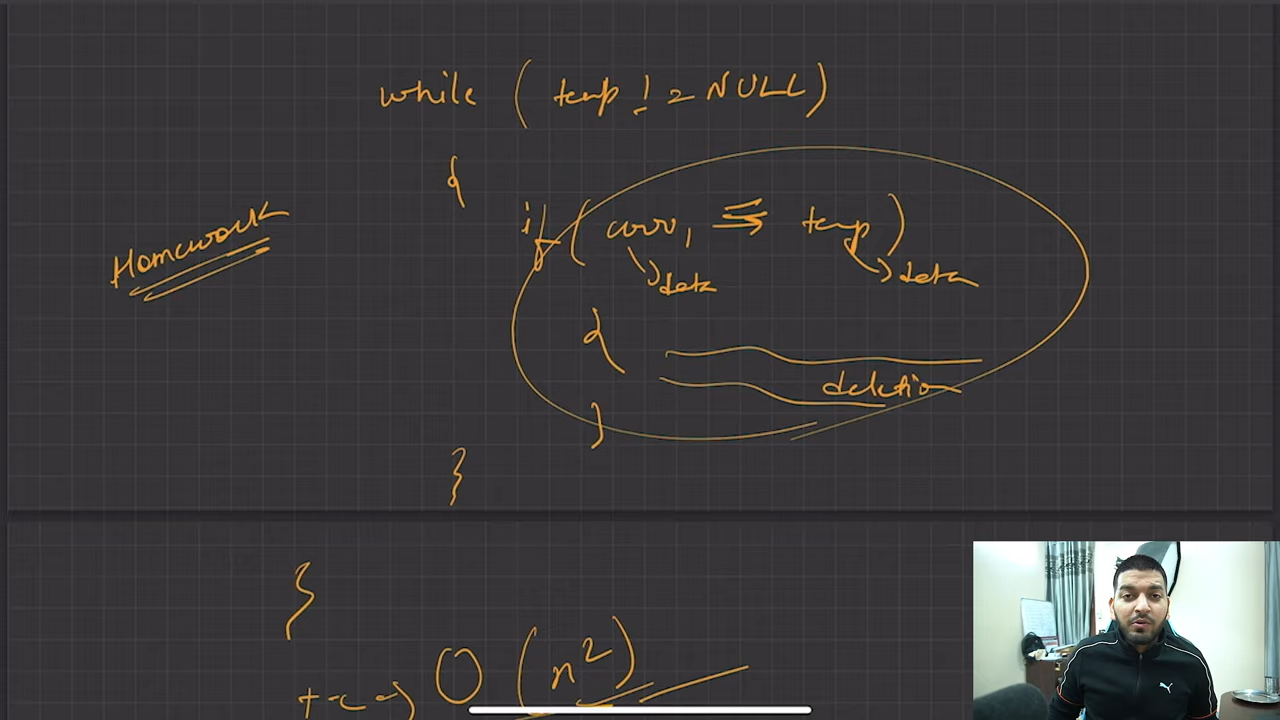 while ( temp != NULL)
{
Homework
if ( curr == temp )
->data ->data
{
deletion
}
}
}
T.C -> O (n²)